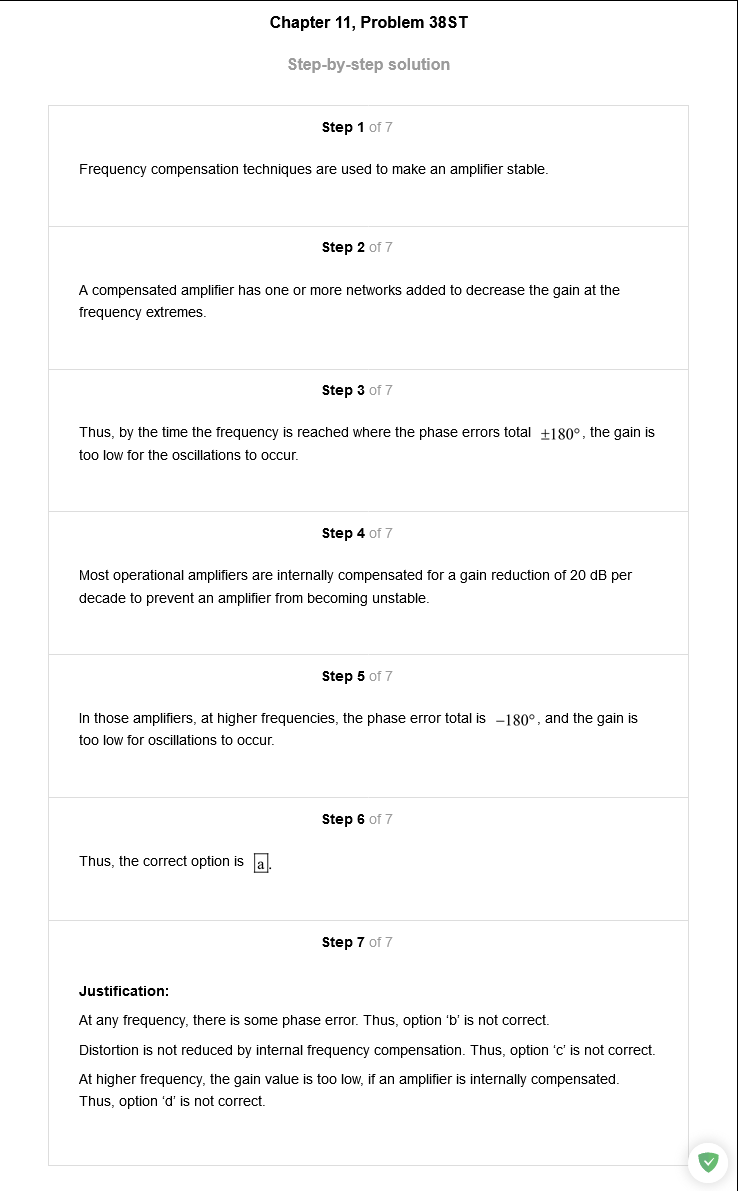 Chapter 11, Problem 38ST
Step-by-step solution
Step 1 of 7
Frequency compensation techniques are used to make an amplifier stable.
Step 2 of 7
A compensated amplifier has one or more networks added to decrease the gain at the
frequency extremes.
Step 3 of 7
Thus, by the time the frequency is reached where the phase errors total ±180°, the gain is
too low for the oscillations to occur.
Step 4 of 7
Most operational amplifiers are internally compensated for a gain reduction of 20 dB per
decade to prevent an amplifier from becoming unstable.
Step 5 of 7
In those amplifiers, at higher frequencies, the phase error total is −180°, and the gain is
too low for oscillations to occur.
Step 6 of 7
Thus, the correct option is a.
Step 7 of 7
Justification:
At any frequency, there is some phase error. Thus, option ‘b’ is not correct.
Distortion is not reduced by internal frequency compensation. Thus, option ‘c’ is not correct.
At higher frequency, the gain value is too low, if an amplifier is internally compensated.
Thus, option ‘d’ is not correct.